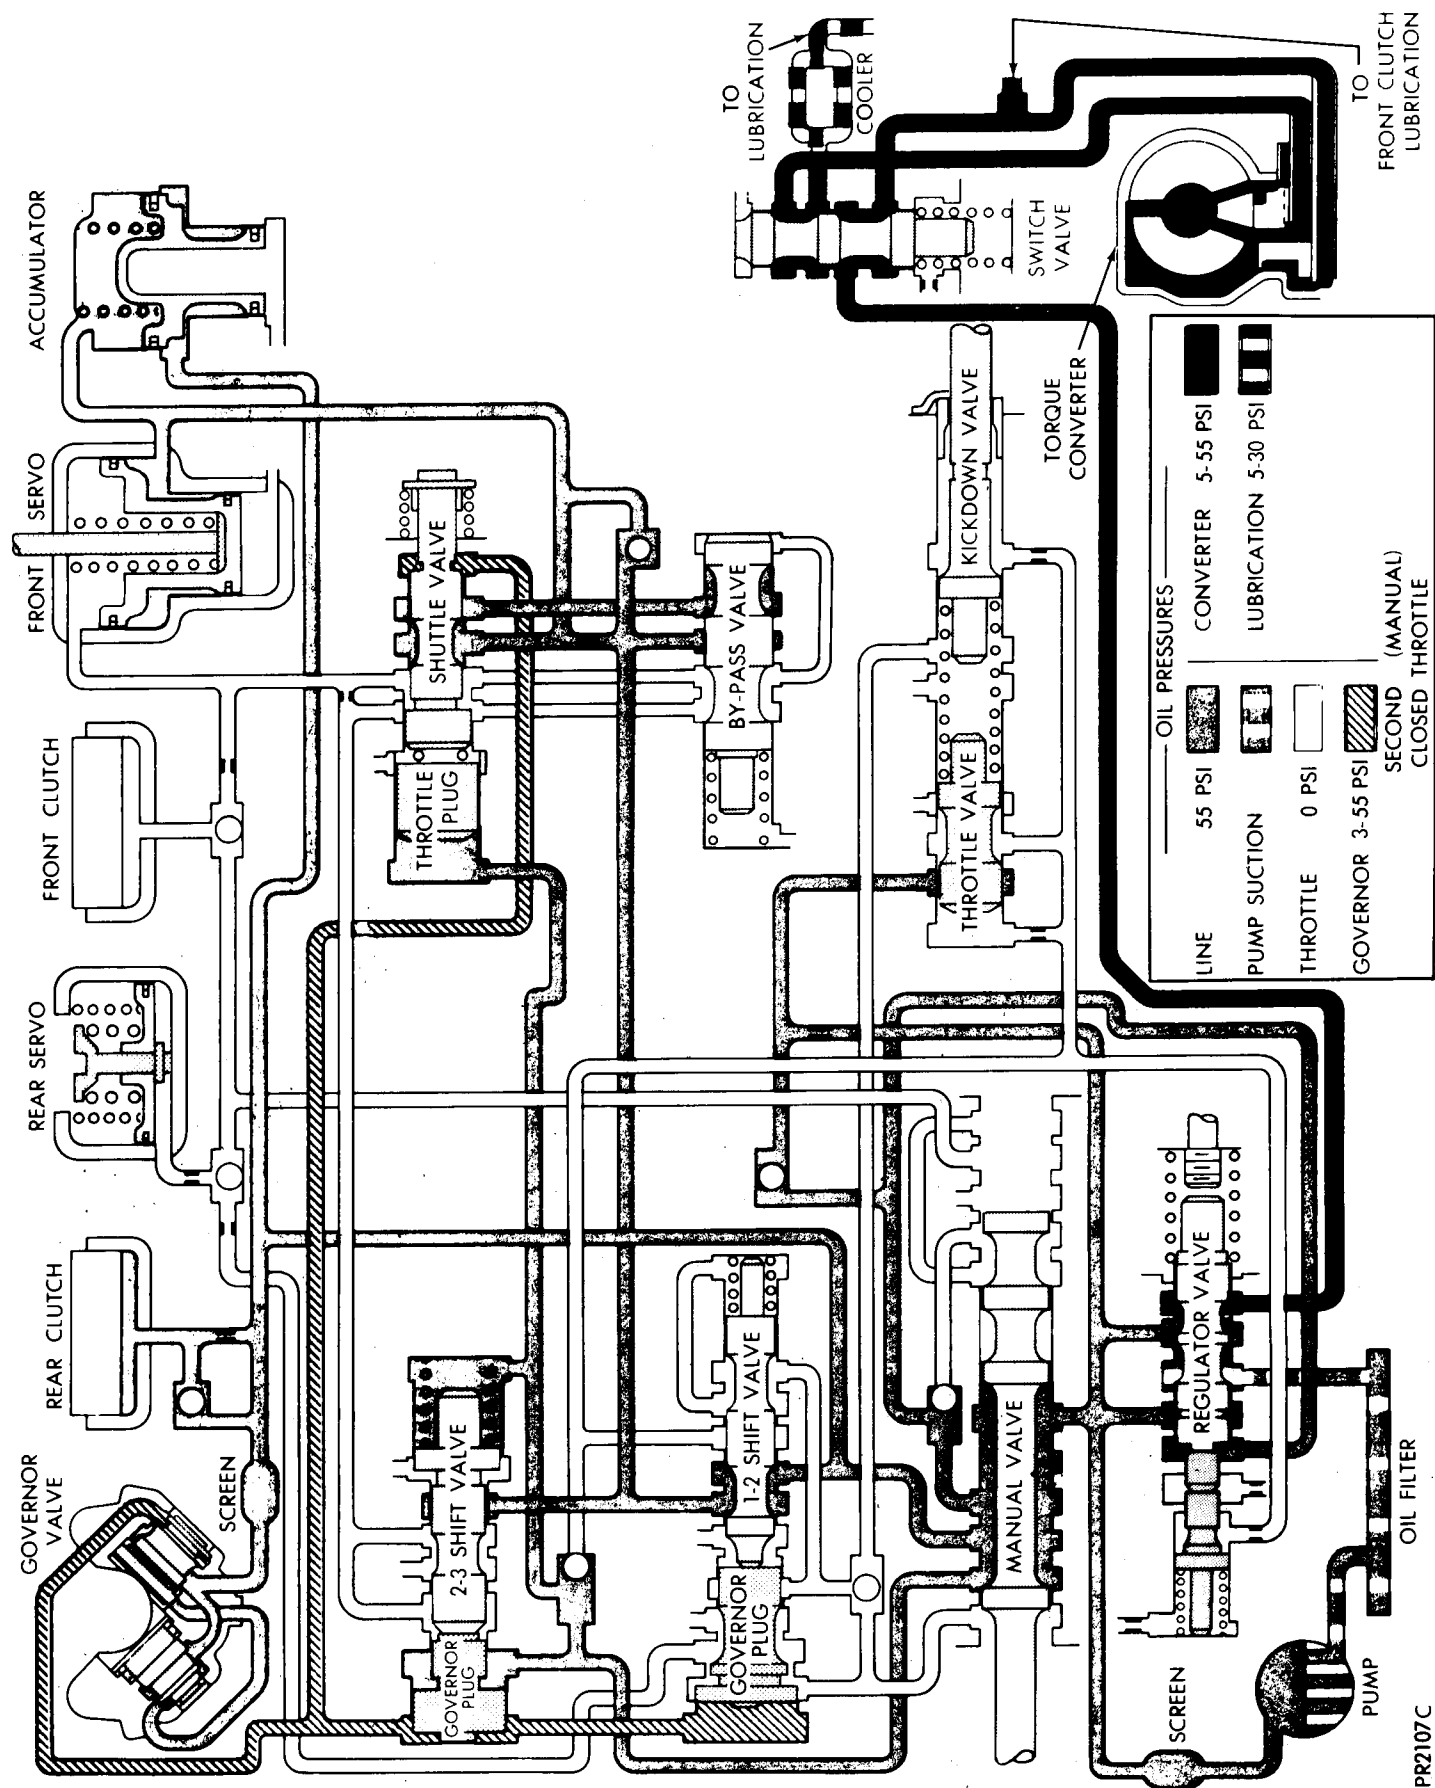 GOVERNOR
VALVE
REAR CLUTCH
REAR SERVO
FRONT CLUTCH
FRONT SERVO
ACCUMULATOR
SCREEN
2-3 SHIFT VALVE
GOVERNOR
PLUG
THROTTLE
PLUG
SHUTTLE VALVE
1-2 SHIFT VALVE
GOVERNOR
PLUG
BY-PASS VALVE
TO
LUBRICATION
COOLER
MANUAL VALVE
THROTTLE VALVE
KICKDOWN VALVE
SWITCH
VALVE
TORQUE
CONVERTER
TO
FRONT CLUTCH
LUBRICATION
SCREEN
REGULATOR VALVE
PUMP
OIL FILTER
OIL PRESSURES
LINE 55 PSI
PUMP SUCTION
THROTTLE 0 PSI
GOVERNOR 3-55 PSI
CONVERTER 5-55 PSI
LUBRICATION 5-30 PSI
SECOND (MANUAL)
CLOSED THROTTLE
PR2107C